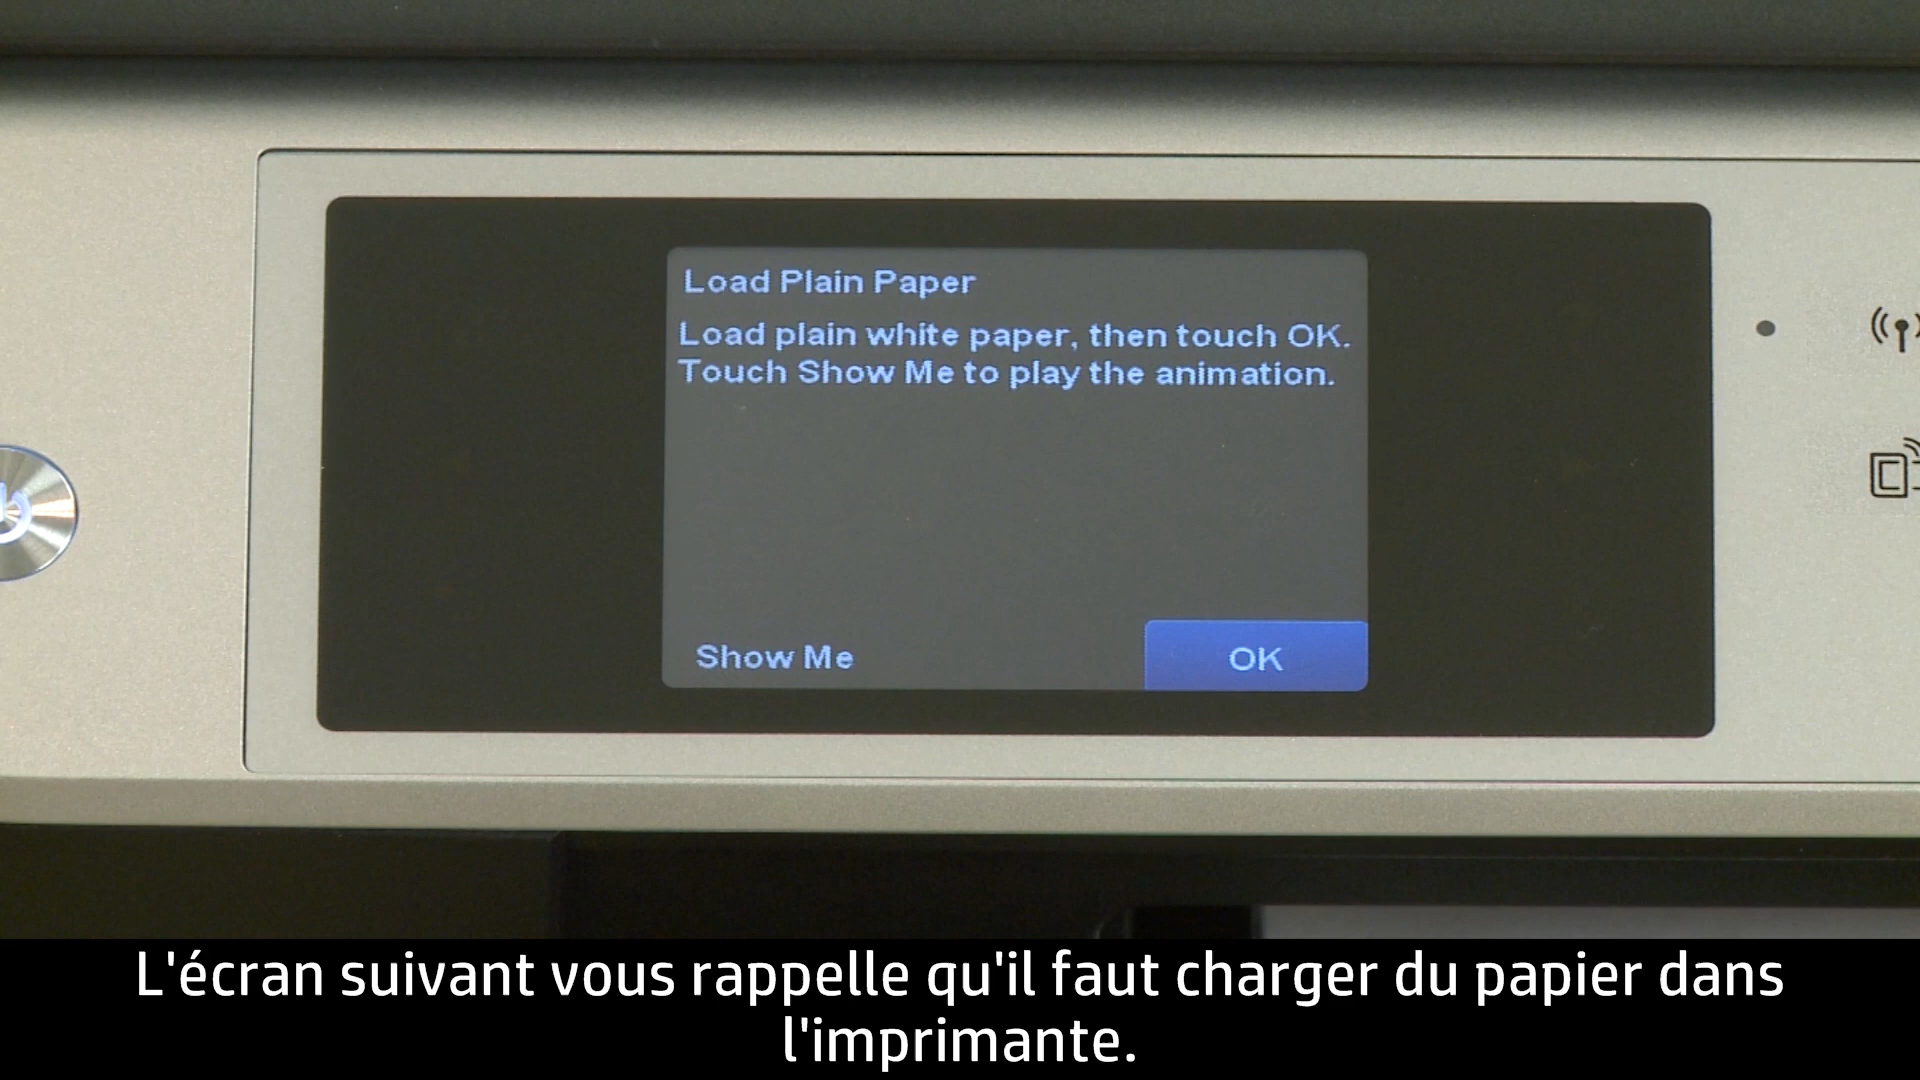 Load Plain Paper
Load plain white paper, then touch OK.
Touch Show Me to play the animation.
Show Me
OK
L'écran suivant vous rappelle qu'il faut charger du papier dans
l'imprimante.